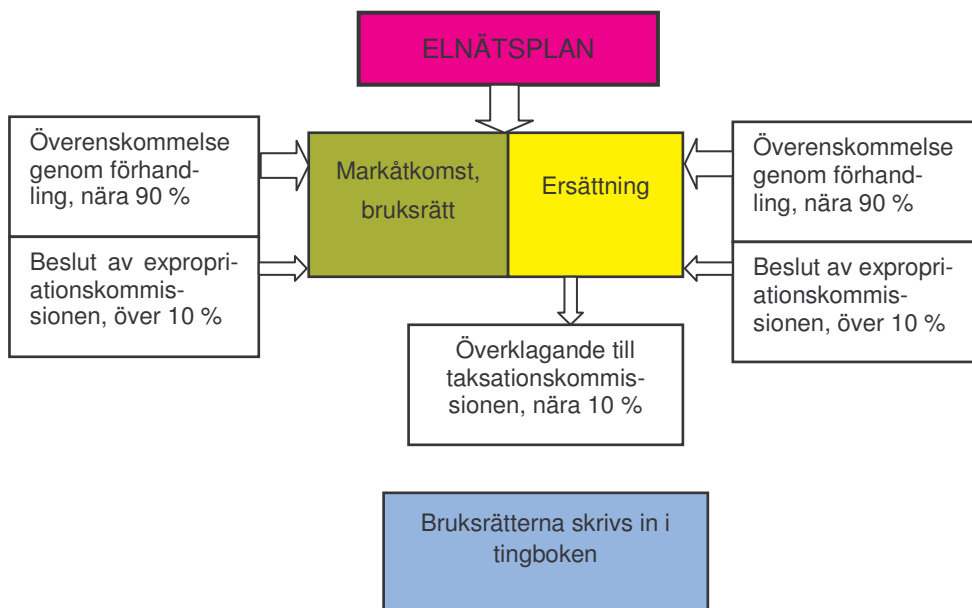 ELNÄTSPLAN
Överenskommelse
genom förhand-
ling, nära 90 %
Beslut av expropri-
ationskommis-
sionen, över 10 %
Markåtkomst,
bruksrätt
Ersättning
Överenskommelse
genom förhand-
ling, nära 90 %
Beslut av expropri-
ationskommis-
sionen, över 10 %
Överklagande till
taksationskommis-
sionen, nära 10 %
Bruksrätterna skrivs in i
tingboken